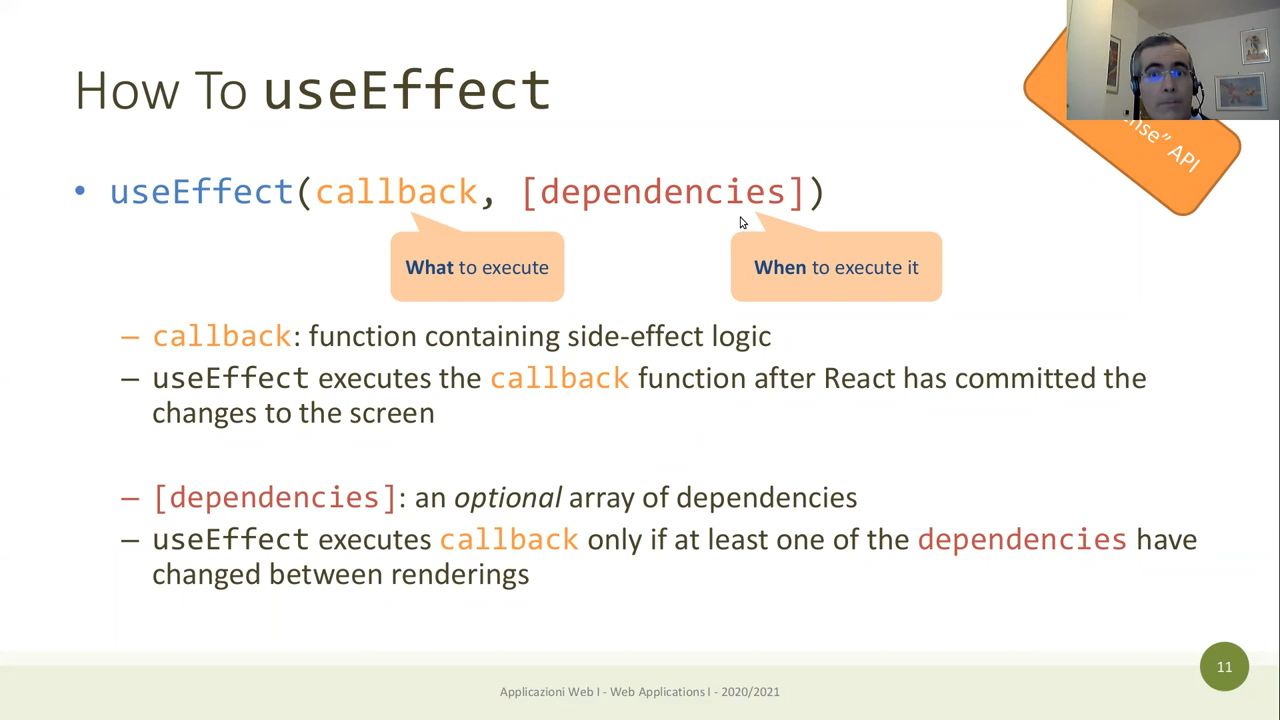 How To useEffect
API
• useEffect(callback, [dependencies])
What to execute
When to execute it
– callback: function containing side-effect logic
– useEffect executes the callback function after React has committed the
changes to the screen
– [dependencies]: an optional array of dependencies
– useEffect executes callback only if at least one of the dependencies have
changed between renderings
Applicazioni Web I - Web Applications I - 2020/2021
11